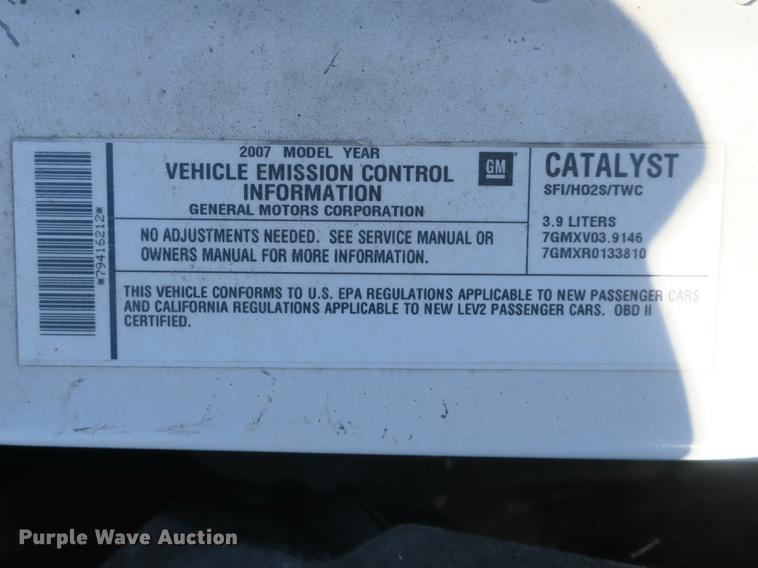 *79416212*
2007 MODEL YEAR
VEHICLE EMISSION CONTROL
INFORMATION
GENERAL MOTORS CORPORATION
GM
CATALYST
SFI/HO2S/TWC
NO ADJUSTMENTS NEEDED. SEE SERVICE MANUAL OR
OWNERS MANUAL FOR MORE INFORMATION.
3.9 LITERS
7GMXV03.9146
7GMXR0133810
THIS VEHICLE CONFORMS TO U.S. EPA REGULATIONS APPLICABLE TO NEW PASSENGER CARS
AND CALIFORNIA REGULATIONS APPLICABLE TO NEW LEV2 PASSENGER CARS. OBD II
CERTIFIED.
Purple Wave Auction